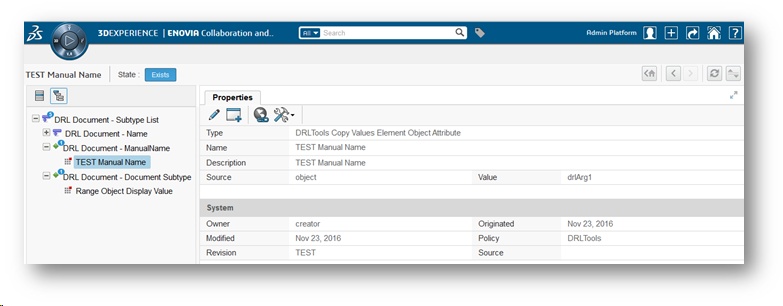 3DEXPERIENCE | ENOVIA Collaboration and.. All Search Admin Platform
TEST Manual Name State : Exists
DRL Document - Subtype List
DRL Document - Name
DRL Document - ManualName
TEST Manual Name
DRL Document - Document Subtype
Range Object Display Value
Properties
Type DRLTools Copy Values Element Object Attribute
Name TEST Manual Name
Description TEST Manual Name
Source object Value drlArg1
System
Owner creator Originated Nov 23, 2016
Modified Nov 23, 2016 Policy DRLTools
Revision TEST Source